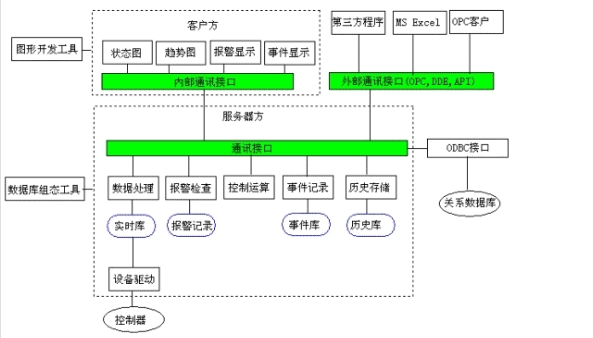 客户方
第三方程序 MS Excel OPC客户
图形开发工具 状态图 趋势图 报警显示 事件显示
内部通讯接口 外部通讯接口(OPC,DDE,API)
服务器方
通讯接口 ODBC接口
数据库组态工具 数据处理 报警检查 控制运算 事件记录 历史存储
关系数据库
实时库 报警记录 事件库 历史库
设备驱动
控制器